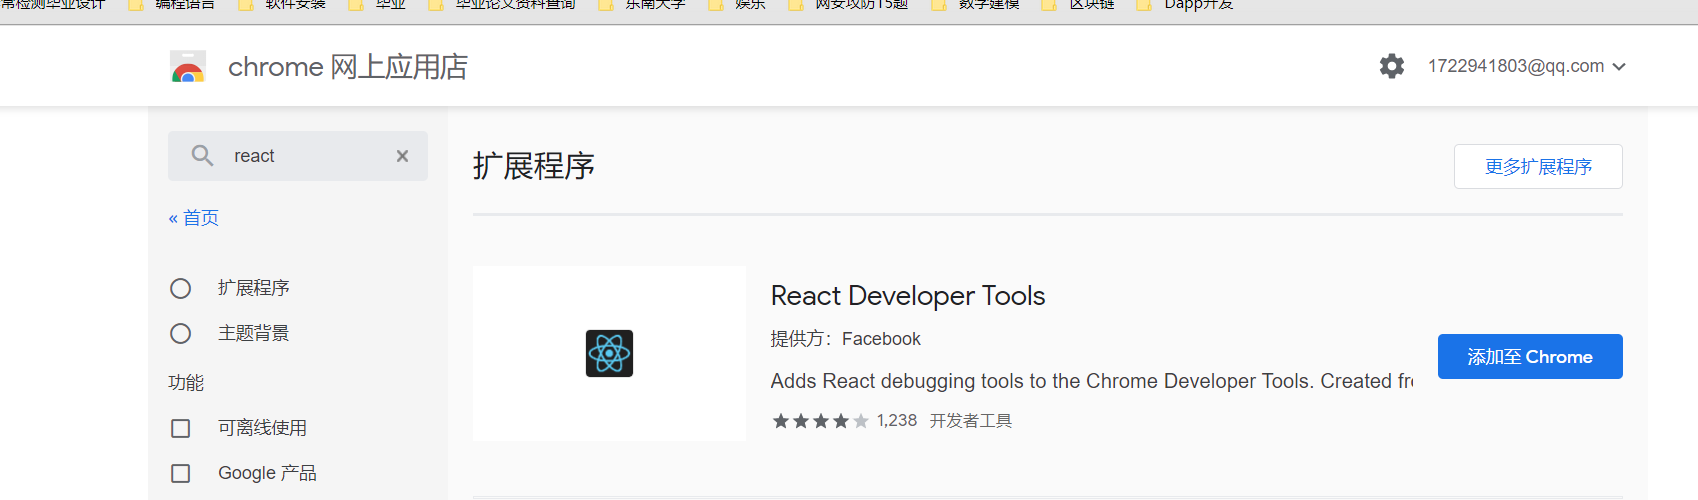 常检测毕业设计 编程语言 软件安装 毕业 毕业论文资料查询 东南大学 娱乐 网安攻防15题 数学建模 区块链 Dapp开发
chrome 网上应用店
1722941803@qq.com
react
扩展程序
更多扩展程序
« 首页
扩展程序
主题背景
功能
可离线使用
Google 产品
React Developer Tools
提供方：Facebook
添加至 Chrome
Adds React debugging tools to the Chrome Developer Tools. Created fr
1,238 开发者工具